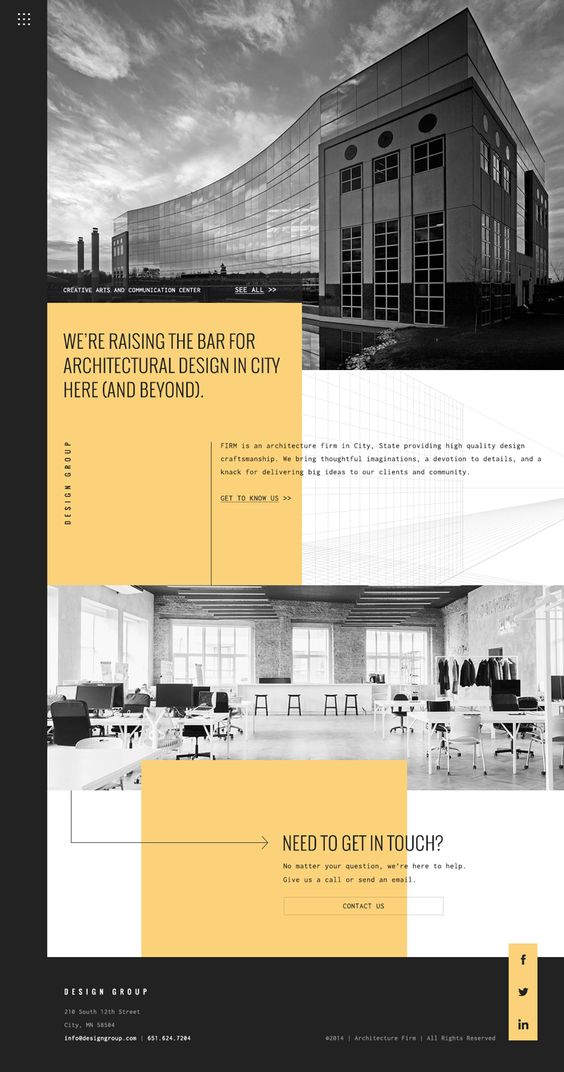 CREATIVE ARTS AND COMMUNICATION CENTER
SEE ALL >>
WE'RE RAISING THE BAR FOR
ARCHITECTURAL DESIGN IN CITY
HERE (AND BEYOND).
DESIGN GROUP
FIRM is an architecture firm in City, State providing high quality design
craftsmanship. We bring thoughtful imaginations, a devotion to details, and a
knack for delivering big ideas to our clients and community.
GET TO KNOW US >>
NEED TO GET IN TOUCH?
No matter your question, we're here to help.
Give us a call or send an email.
CONTACT US
DESIGN GROUP
210 South 12th Street
City, MN 58504
info@designgroup.com | 651.624.7204
©2014 | Architecture Firm | All Rights Reserved